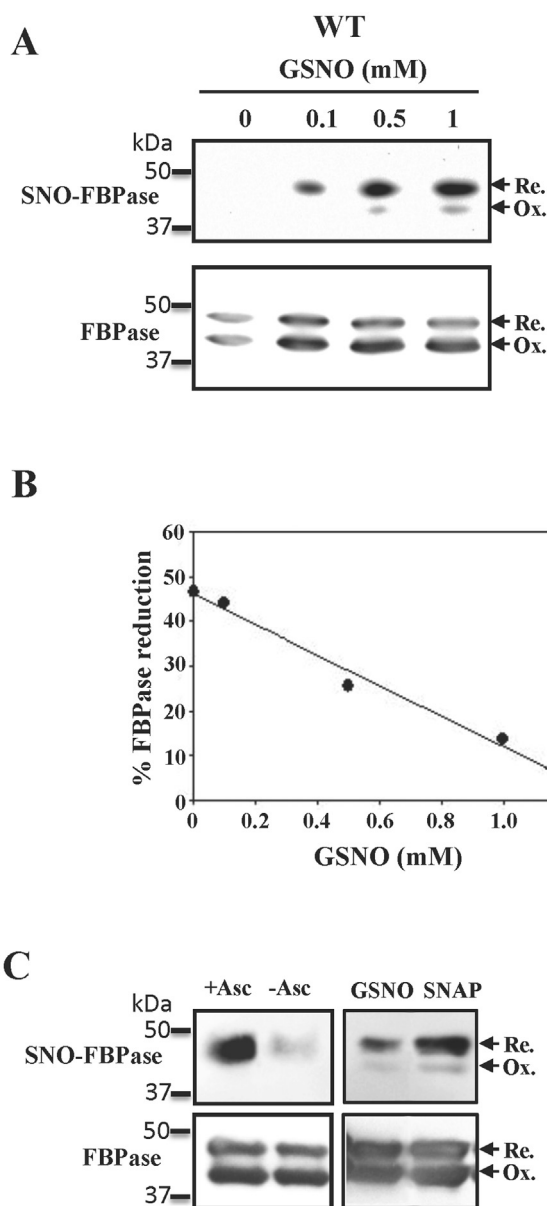 A
WT
GSNO (mM)
0 0.1 0.5 1
kDa
50
SNO-FBPase
37
Re.
Ox.
50
FBPase
37
Re.
Ox.
B
60
50
40
30
20
10
0
% FBPase reduction
0 0.2 0.4 0.6 0.8 1.0
GSNO (mM)
C
+Asc -Asc GSNO SNAP
kDa
50
SNO-FBPase
37
Re.
Ox.
50
FBPase
37
Re.
Ox.